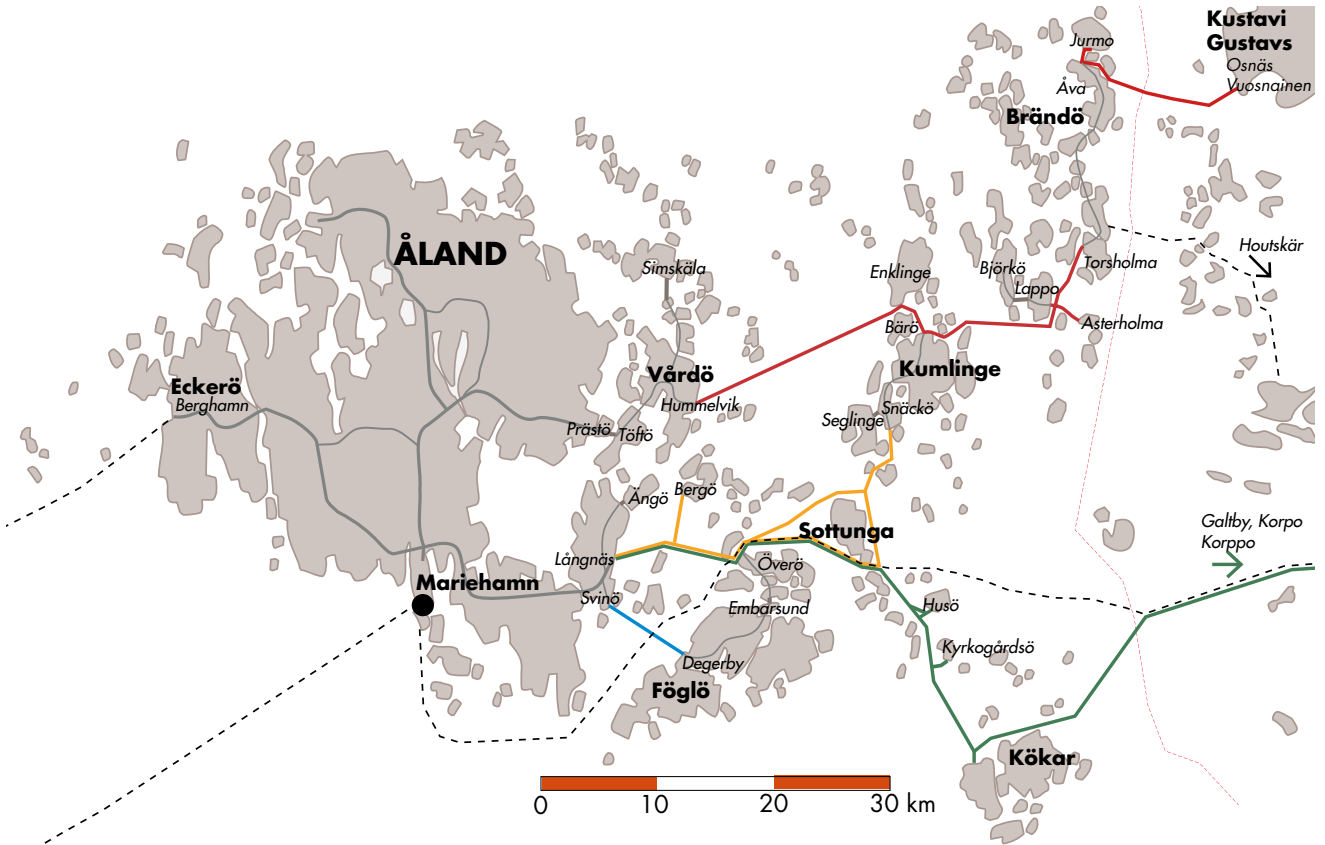 Kustavi
Gustavs
Osnäs
Vuosnainen
Jurmo
Åva
Brändö
Houtskär
ÅLAND
Simskäla
Enklinge
Björkö
Torsholma
Lappo
Bärö
Asterholma
Eckerö
Berghamn
Vårdö
Hummelvik
Kumlinge
Snäckö
Seglinge
Prästö
Töftö
Ängö
Bergö
Sottunga
Galtby, Korpo
Korppo
Långnäs
Överö
Mariehamn
Svinö
Embarsund
Husö
Kyrkogårdsö
Degerby
Föglö
Kökar
0 10 20 30 km